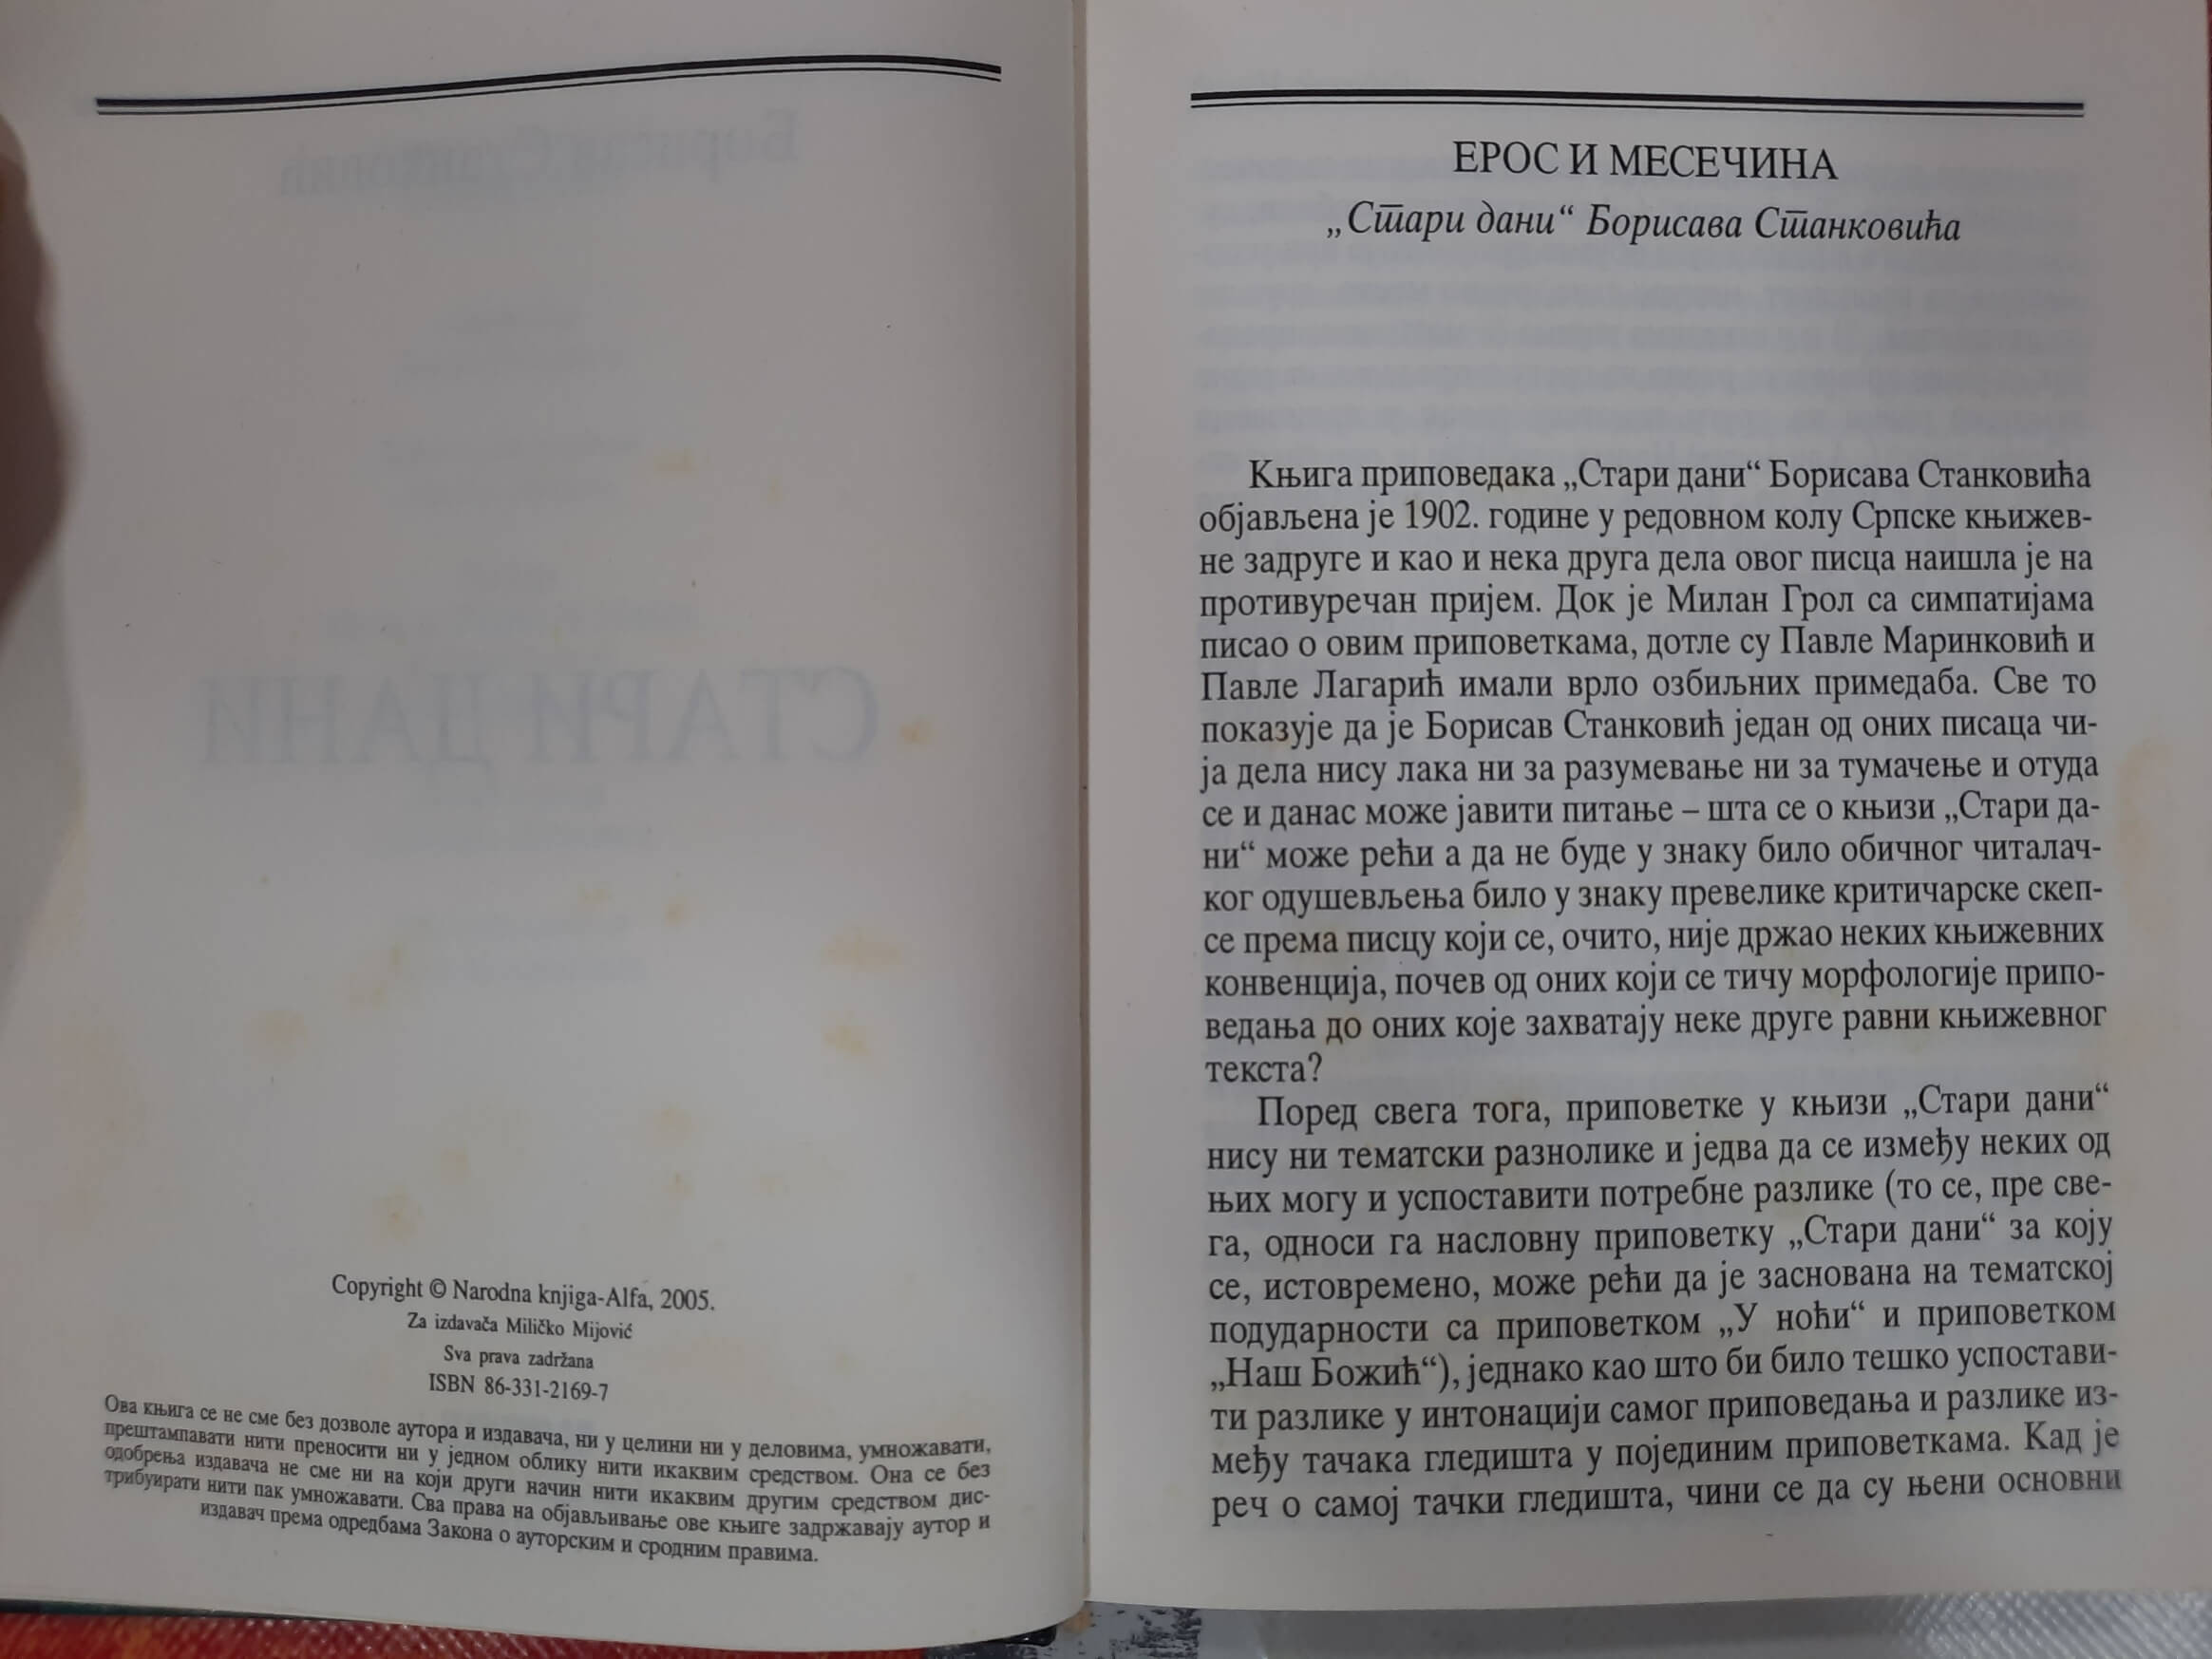 Copyright © Narodna knjiga-Alfa, 2005.
Za izdavača Miličko Mijović
Sva prava zadržana
ISBN 86-331-2169-7
Ова књига се не сме без дозволе аутора и издавача, ни у целини ни у деловима, умножавати,
прештампавати нити преносити ни у једном облику нити икаквим средством. Она се без
одобрења издавача не сме ни на који други начин нити икаквим другим средством дис-
трибуирати нити пак умножавати. Сва права на објављивање ове књиге задржавају аутор и
издавач према одредбама Закона о ауторским и сродним правима.
ЕРОС И МЕСЕЧИНА
„Стари дани“ Борисава Станковића
Књига приповедака „Стари дани“ Борисава Станковића
објављена је 1902. године у редовном колу Српске књижев-
не задруге и као и нека друга дела овог писца наишла је на
противуречан пријем. Док је Милан Грол са симпатијама
писао о овим приповеткама, дотле су Павле Маринковић и
Павле Лагарић имали врло озбиљних примедаба. Све то
показује да је Борисав Станковић један од оних писаца чи-
ја дела нису лака ни за разумевање ни за тумачење и отуда
се и данас може јавити питање – шта се о књизи „Стари да-
ни“ може рећи а да не буде у знаку било обичног читалач-
ког одушевљења било у знаку превелике критичарске скеп-
се према писцу који се, очито, није држао неких књижевних
конвенција, почев од оних који се тичу морфологије припо-
ведања до оних које захватају неке друге равни књижевног
текста?
Поред свега тога, приповетке у књизи „Стари дани“
нису ни тематски разнолике и једва да се између неких од
њих могу и успоставити потребне разлике (то се, пре све-
га, односи га насловну приповетку „Стари дани“ за коју
се, истовремено, може рећи да је заснована на тематској
подударности са приповетком „У ноћи“ и приповетком
„Наш Божић“), једнако као што би било тешко успостави-
ти разлике у интонацији самог приповедања и разлике из-
међу тачака гледишта у појединим приповеткама. Кад је
реч о самој тачки гледишта, чини се да су њени основни